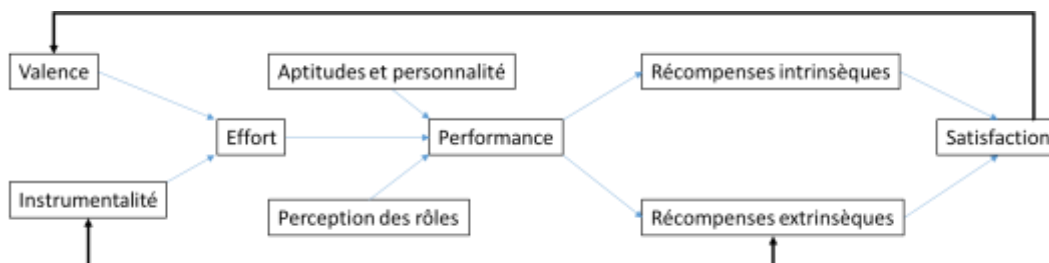 Valence
Aptitudes et personnalité
Récompenses intrinsèques
Effort
Performance
Satisfaction
Instrumentalité
Perception des rôles
Récompenses extrinsèques